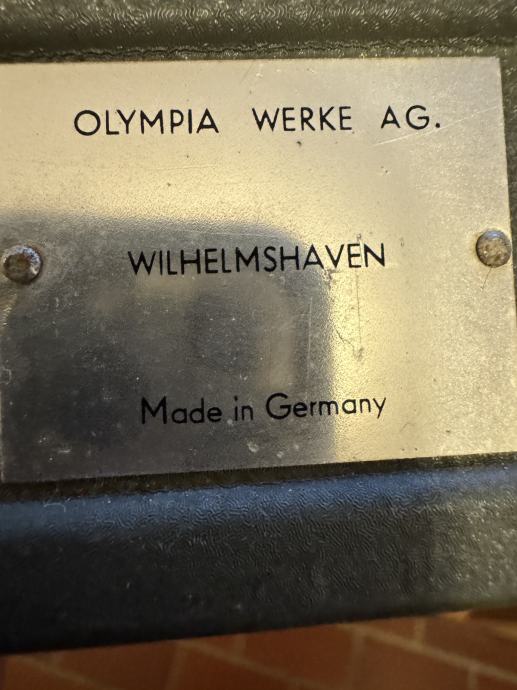 OLYMPIA WERKE AG.
WILHELMSHAVEN
Made in Germany